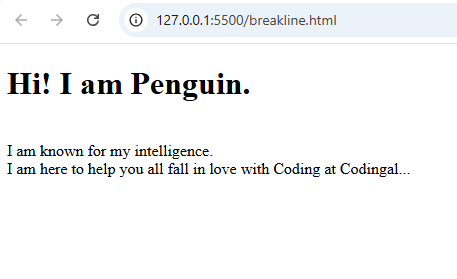 127.0.0.1:5500/breakline.html
Hi! I am Penguin.
I am known for my intelligence.
I am here to help you all fall in love with Coding at Codingal...